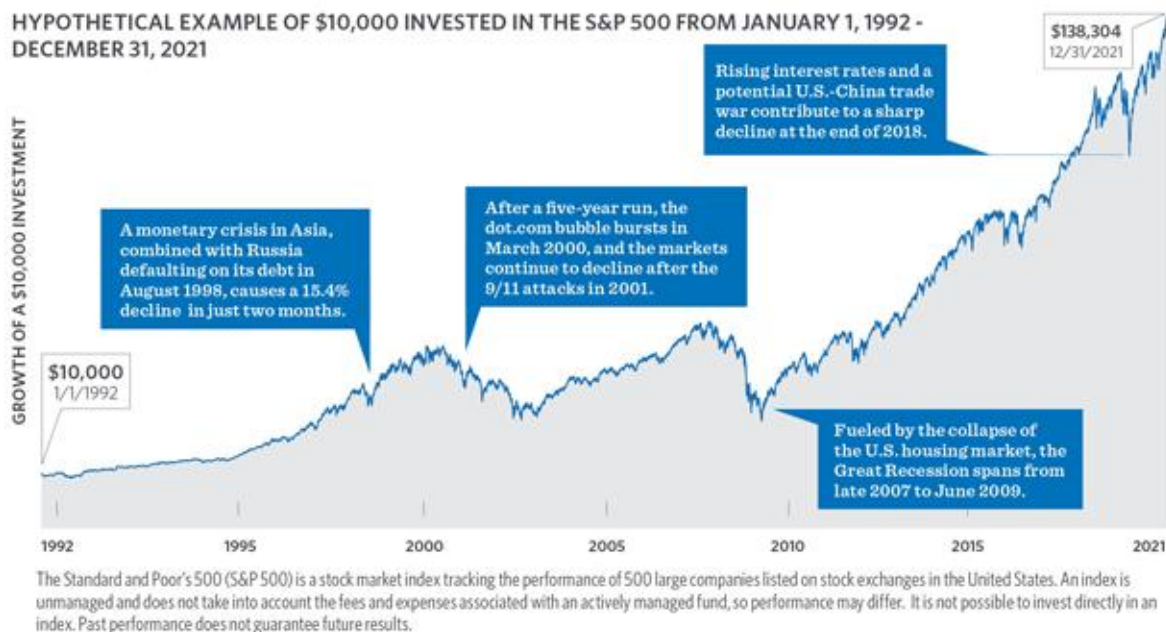 HYPOTHETICAL EXAMPLE OF $10,000 INVESTED IN THE S&P 500 FROM JANUARY 1, 1992 -
DECEMBER 31, 2021
$138,304
12/31/2021
Rising interest rates and a
potential U.S.-China trade
war contribute to a sharp
decline at the end of 2018.
GROWTH OF A $10,000 INVESTMENT
After a five-year run, the
dot.com bubble bursts in
March 2000, and the markets
continue to decline after the
9/11 attacks in 2001.
A monetary crisis in Asia,
combined with Russia
defaulting on its debt in
August 1998, causes a 15.4%
decline in just two months.
$10,000
1/1/1992
Fueled by the collapse of
the U.S. housing market, the
Great Recession spans from
late 2007 to June 2009.
1992 1995 2000 2005 2010 2015 2021
The Standard and Poor's 500 (S&P 500) is a stock market index tracking the performance of 500 large companies listed on stock exchanges in the United States. An index is
unmanaged and does not take into account the fees and expenses associated with an actively managed fund, so performance may differ. It is not possible to invest directly in an
index. Past performance does not guarantee future results.